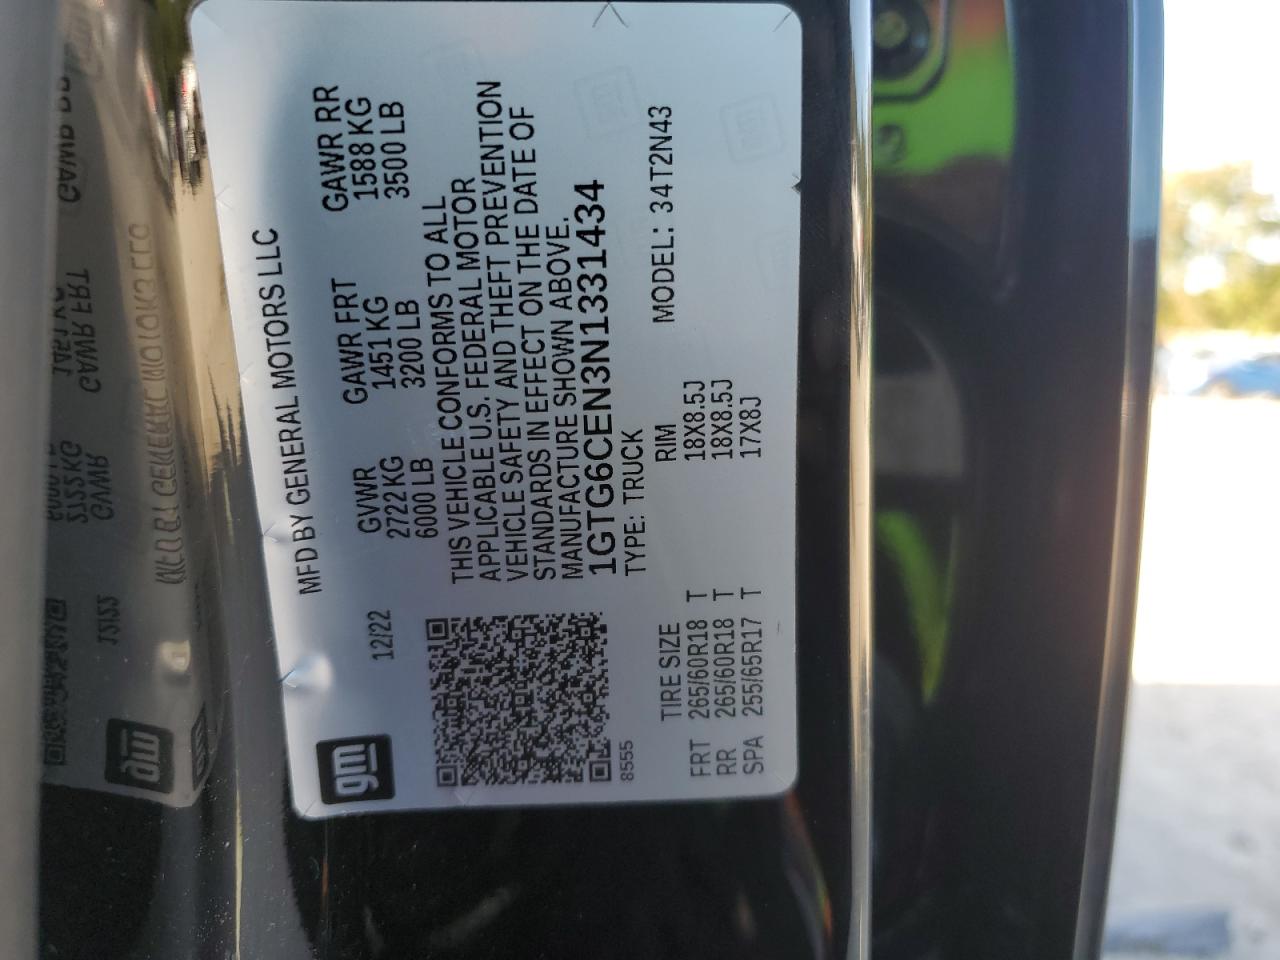 MFD BY GENERAL MOTORS LLC
gm
12/22
GVWR GAWR FRT GAWR RR
2722 KG 1451 KG 1588 KG
6000 LB 3200 LB 3500 LB
THIS VEHICLE CONFORMS TO ALL
APPLICABLE U.S. FEDERAL MOTOR
VEHICLE SAFETY AND THEFT PREVENTION
STANDARDS IN EFFECT ON THE DATE OF
MANUFACTURE SHOWN ABOVE.
1GTG6CEN3N1331434
8555
TYPE: TRUCK MODEL: 34T2N43
TIRE SIZE RIM
FRT 265/60R18 T 18X8.5J
RR 265/60R18 T 18X8.5J
SPA 255/65R17 T 17X8J